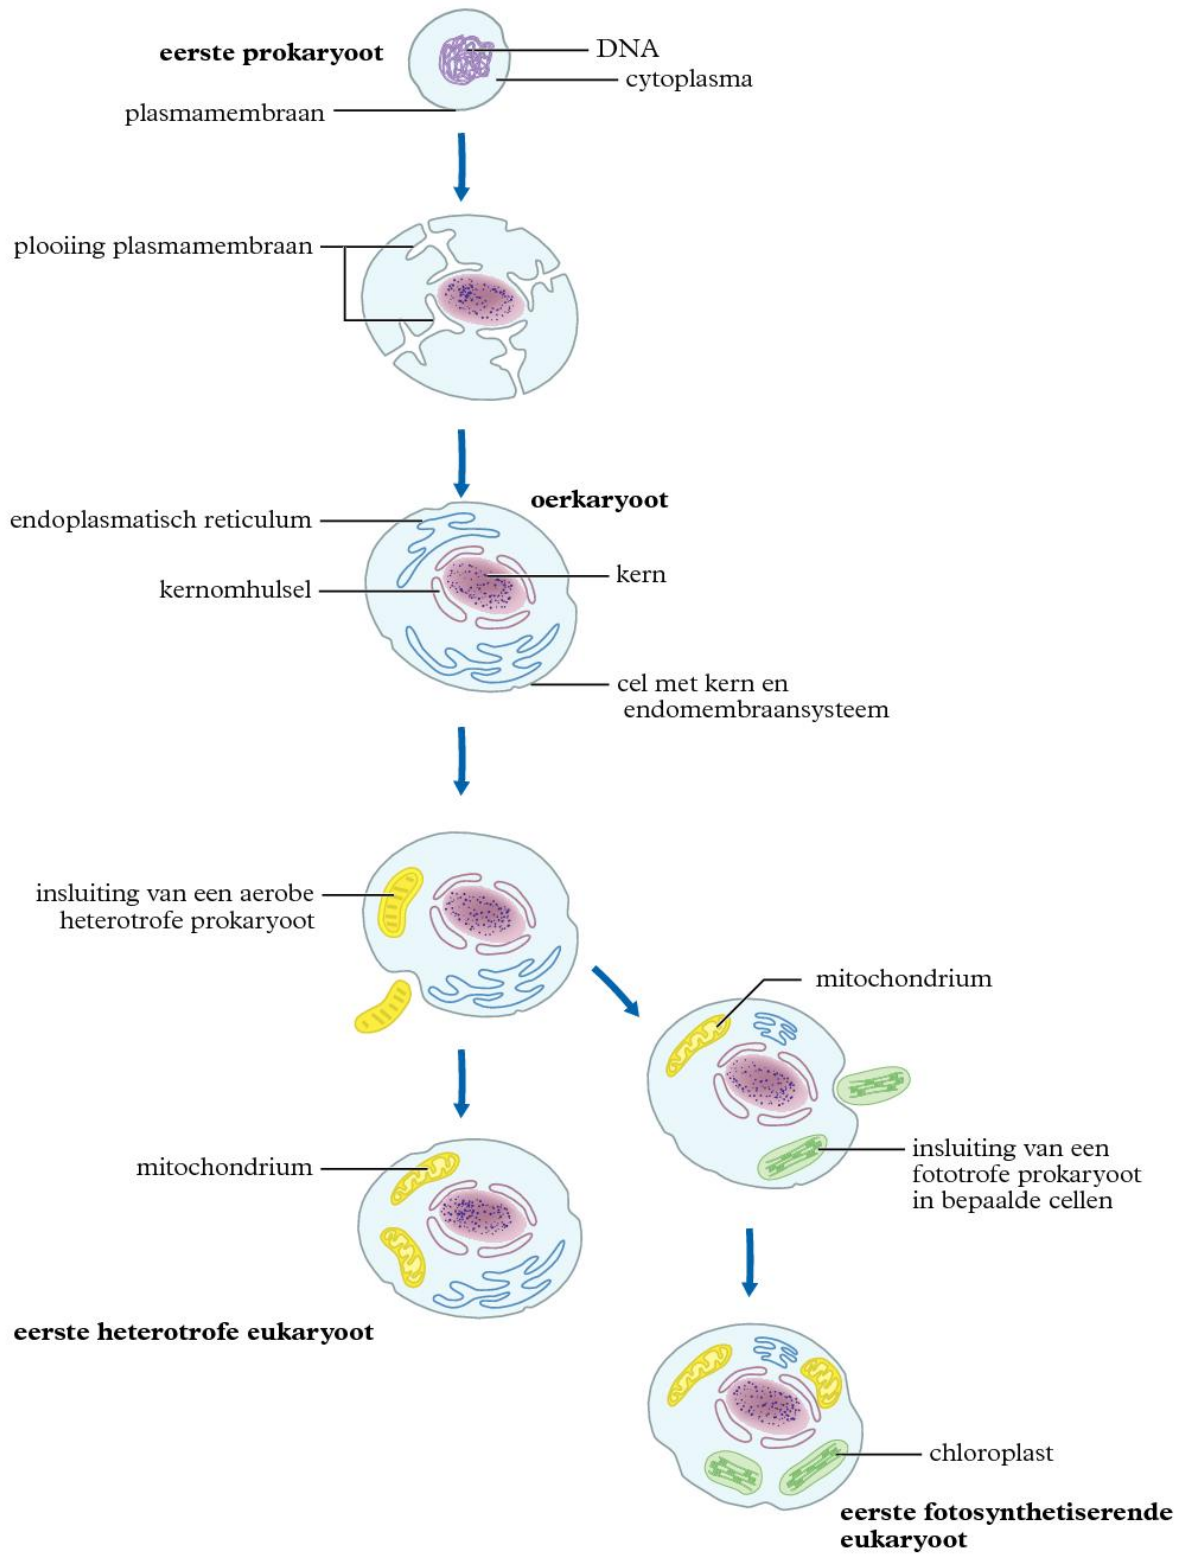 eerste prokaryoot
DNA
cytoplasma
plasmamembraan
plooiing plasmamembraan
oerkaryoot
endoplasmatisch reticulum
kern
kernomhulsel
cel met kern en
endomembraansysteem
insluiting van een aerobe
heterotrofe prokaryoot
mitochondrium
insluiting van een
fototrofe prokaryoot
in bepaalde cellen
mitochondrium
eerste heterotrofe eukaryoot
chloroplast
eerste fotosynthetiserende
eukaryoot